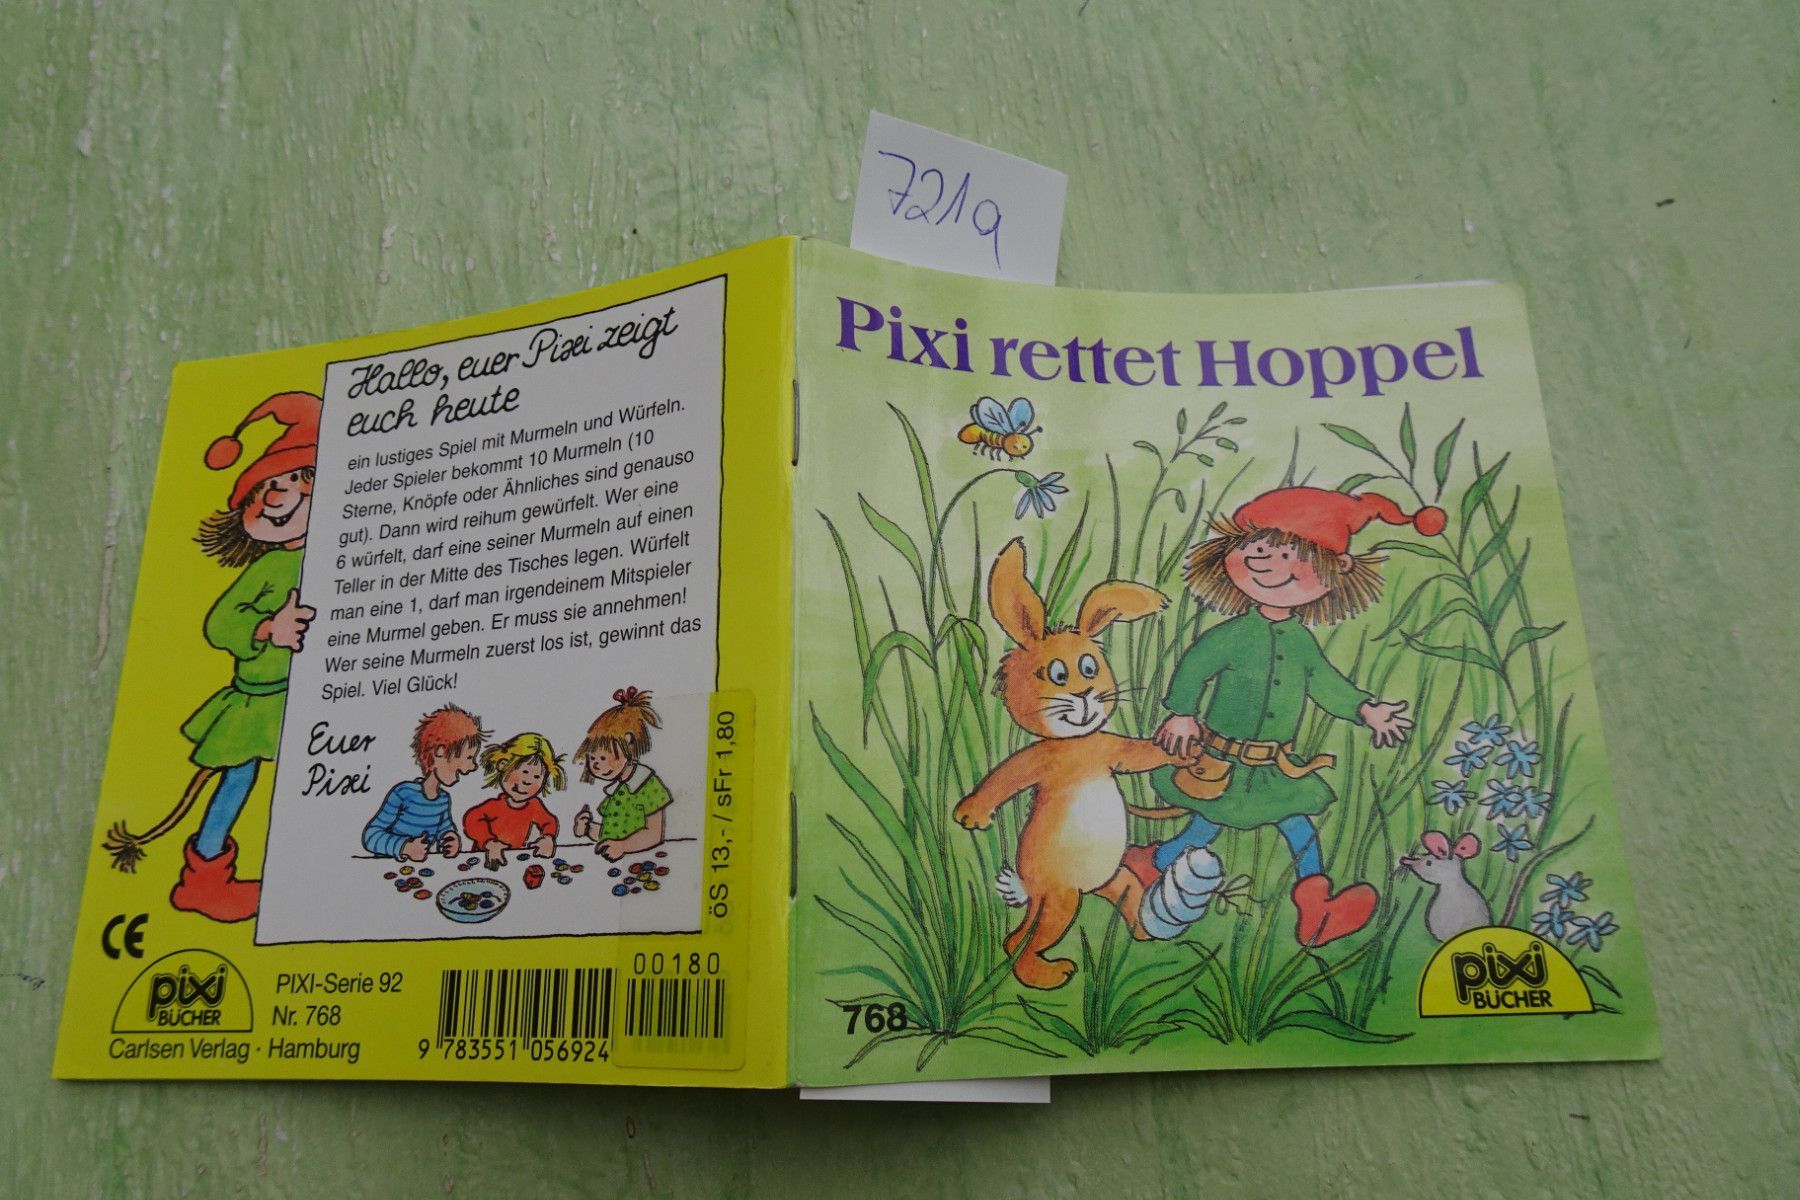 721a
Hallo, euer Pixi zeigt
euch heute
ein lustiges Spiel mit Murmeln und Würfeln.
Jeder Spieler bekommt 10 Murmeln (10
Sterne, Knöpfe oder Ähnliches sind genauso
gut). Dann wird reihum gewürfelt. Wer eine
6 würfelt, darf eine seiner Murmeln auf einen
Teller in der Mitte des Tisches legen. Würfelt
man eine 1, darf man irgendeinem Mitspieler
eine Murmel geben. Er muss sie annehmen!
Wer seine Murmeln zuerst los ist, gewinnt das
Spiel. Viel Glück!
Euer
Pixi
öS 13,- / sFr 1,80
CE
pixi
BÜCHER
PIXI-Serie 92
Nr. 768
Carlsen Verlag · Hamburg
9 783551 056924
00180
Pixi rettet Hoppel
768
pixi
BÜCHER